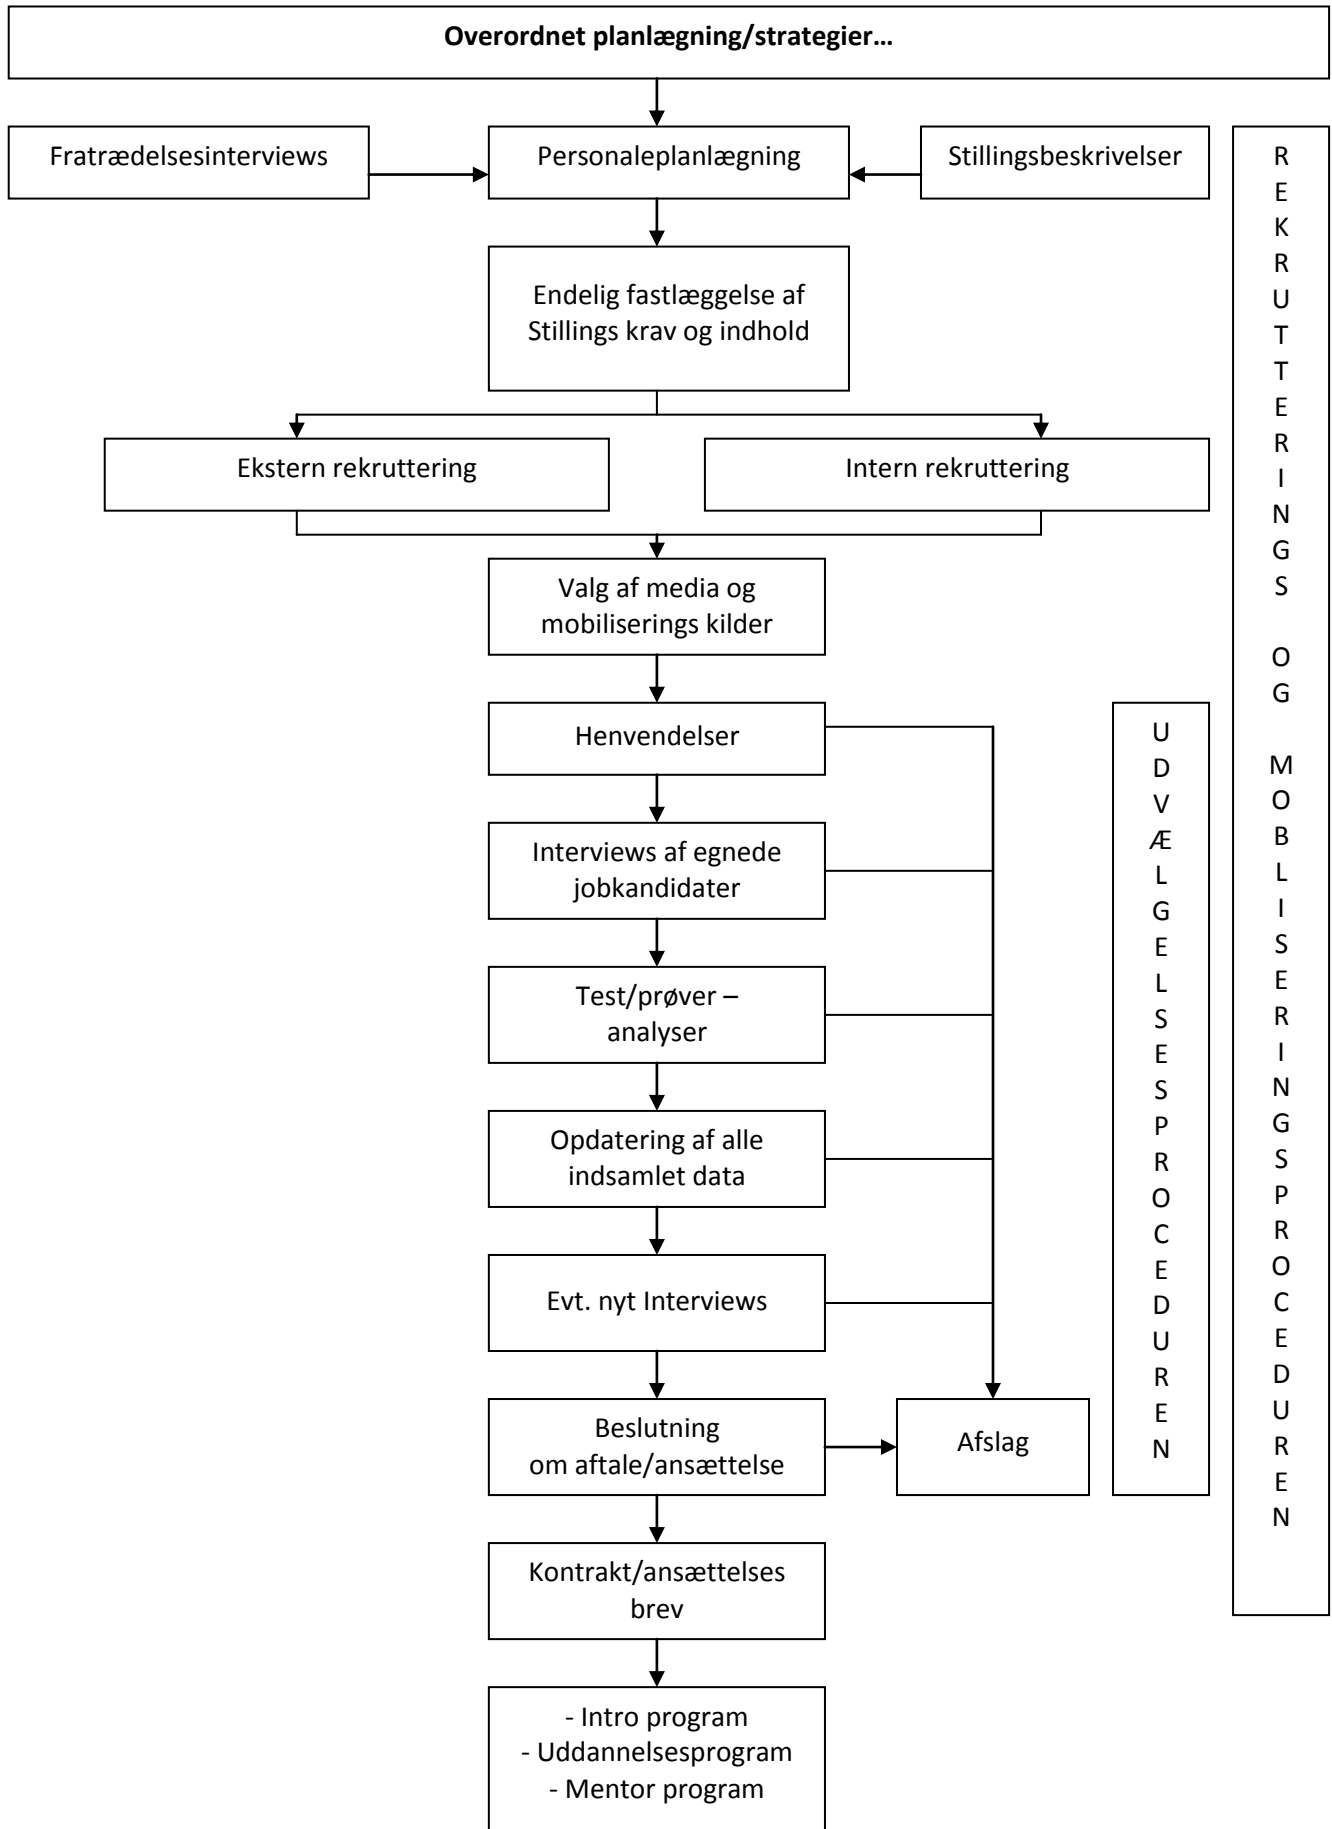 Overordnet planlægning/strategier…
Fratrædelsesinterviews
Personaleplanlægning
Stillingsbeskrivelser
Endelig fastlæggelse af
Stillings krav og indhold
Ekstern rekruttering
Intern rekruttering
Valg af media og
mobiliserings kilder
Henvendelser
Interviews af egnede
jobkandidater
Test/prøver –
analyser
Opdatering af alle
indsamlet data
Evt. nyt Interviews
Beslutning
om aftale/ansættelse
Afslag
Kontrakt/ansættelses
brev
- Intro program
- Uddannelsesprogram
- Mentor program
UDVÆLGELSESPROCEDUREN
REKRUTTERINGS OG MOBLISERINGSPROCEDUREN